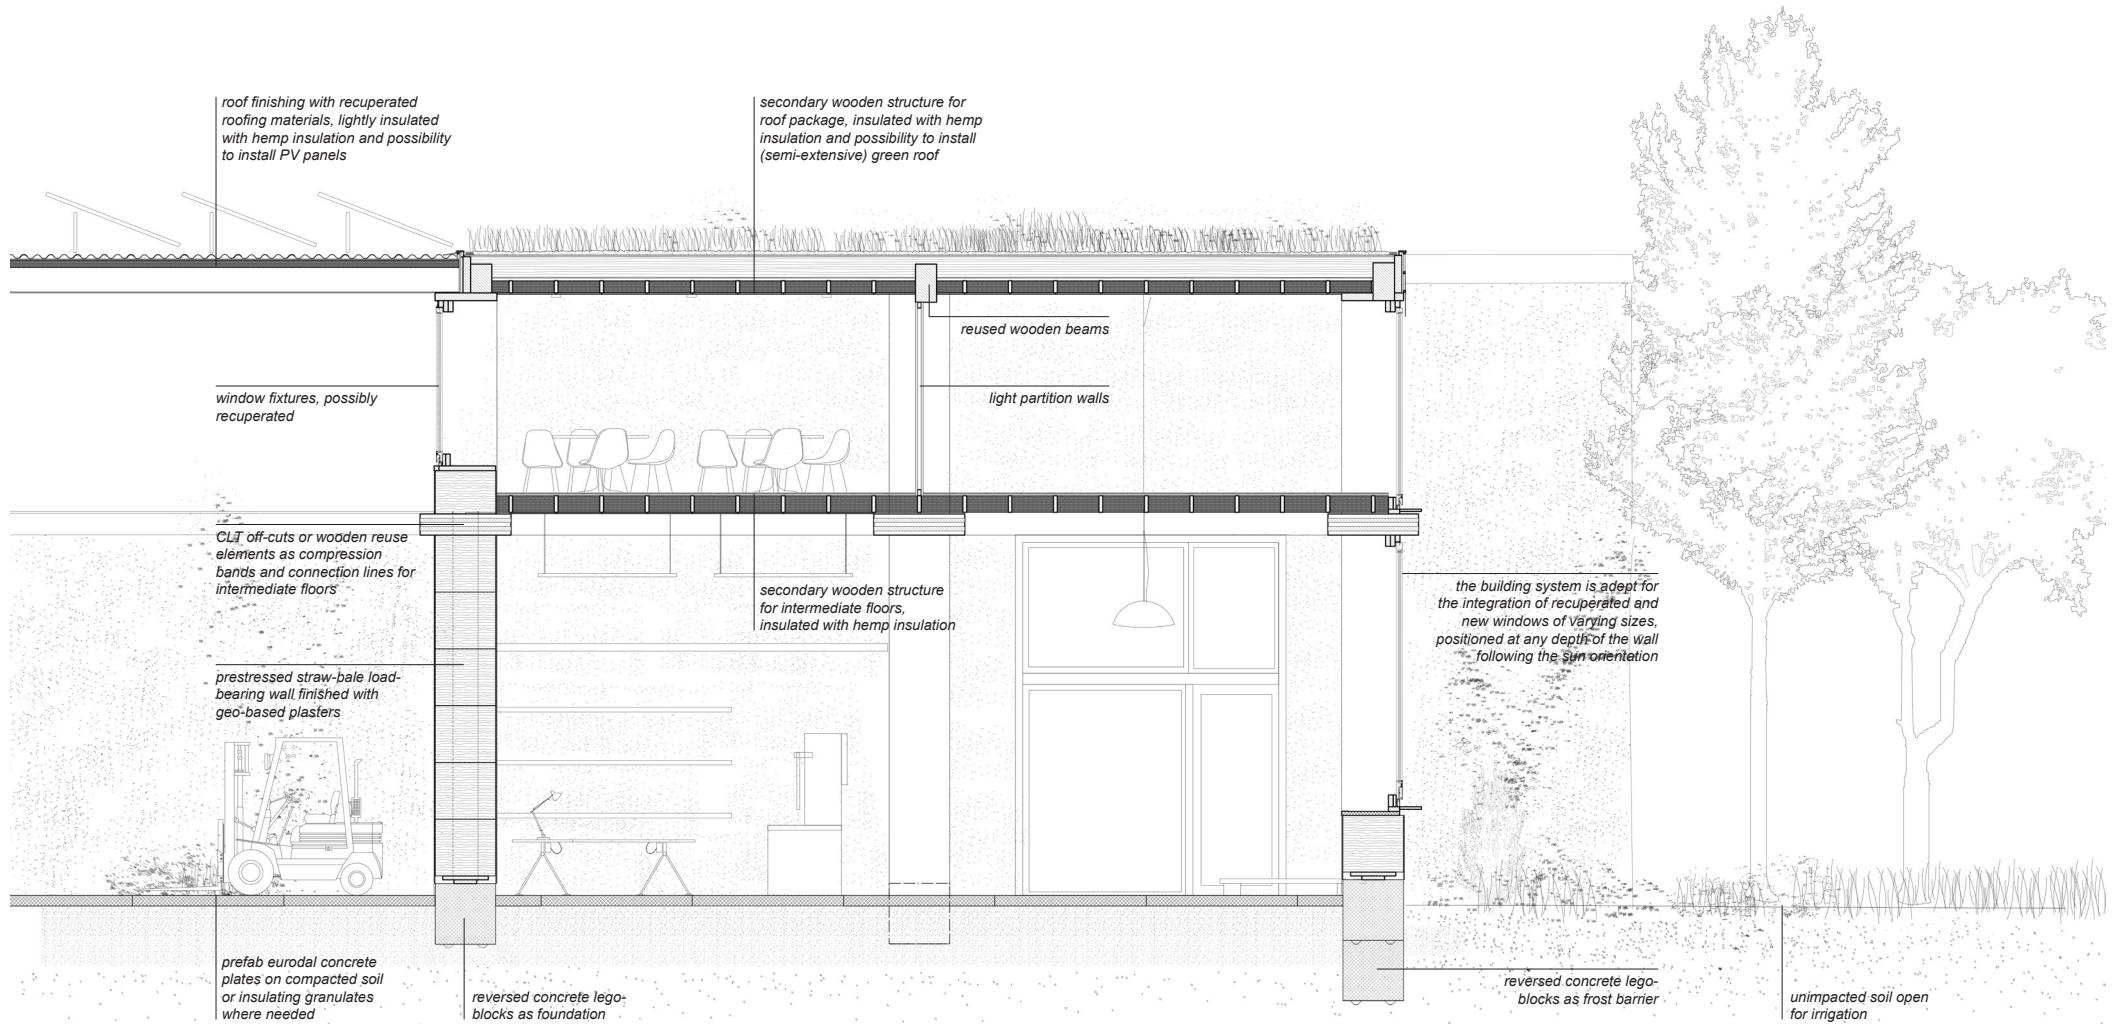 roof finishing with recuperated
roofing materials, lightly insulated
with hemp insulation and possibility
to install PV panels
secondary wooden structure for
roof package, insulated with hemp
insulation and possibility to install
(semi-extensive) green roof
reused wooden beams
window fixtures, possibly
recuperated
light partition walls
CLT off-cuts or wooden reuse
elements as compression
bands and connection lines for
intermediate floors
secondary wooden structure
for intermediate floors,
insulated with hemp insulation
the building system is adept for
the integration of recuperated and
new windows of varying sizes,
positioned at any depth of the wall
following the sun orientation
prestressed straw-bale load-
bearing wall finished with
geo-based plasters
prefab eurodal concrete
plates on compacted soil
or insulating granulates
where needed
reversed concrete lego-
blocks as foundation
reversed concrete lego-
blocks as frost barrier
unimpacted soil open
for irrigation